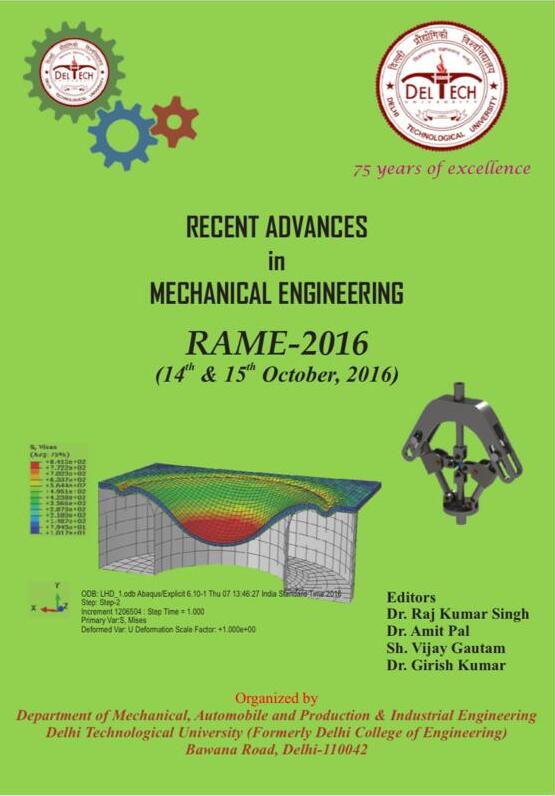 DELTECH
TECHNOLOGICAL
दिल्ली प्रौद्योगिकी विश्वविद्यालय
DELTECH
UNIVERSITY
DELHI TECHNOLOGICAL UNIVERSITY
75 years of excellence
RECENT ADVANCES
in
MECHANICAL ENGINEERING
RAME-2016
(14th & 15th October, 2016)
S, Mises
(Avg: 75%)
Y
X Z
ODB: LHD_1.odb Abaqus/Explicit 6.10-1 Thu 07 13:46:27 India Standard Time 2016
Step: Step-2
Increment 1206504 : Step Time = 1.000
Primary Var:S, Mises
Deformed Var: U Deformation Scale Factor: +1.000e+00
Editors
Dr. Raj Kumar Singh
Dr. Amit Pal
Sh. Vijay Gautam
Dr. Girish Kumar
Organized by
Department of Mechanical, Automobile and Production & Industrial Engineering
Delhi Technological University (Formerly Delhi College of Engineering)
Bawana Road, Delhi-110042